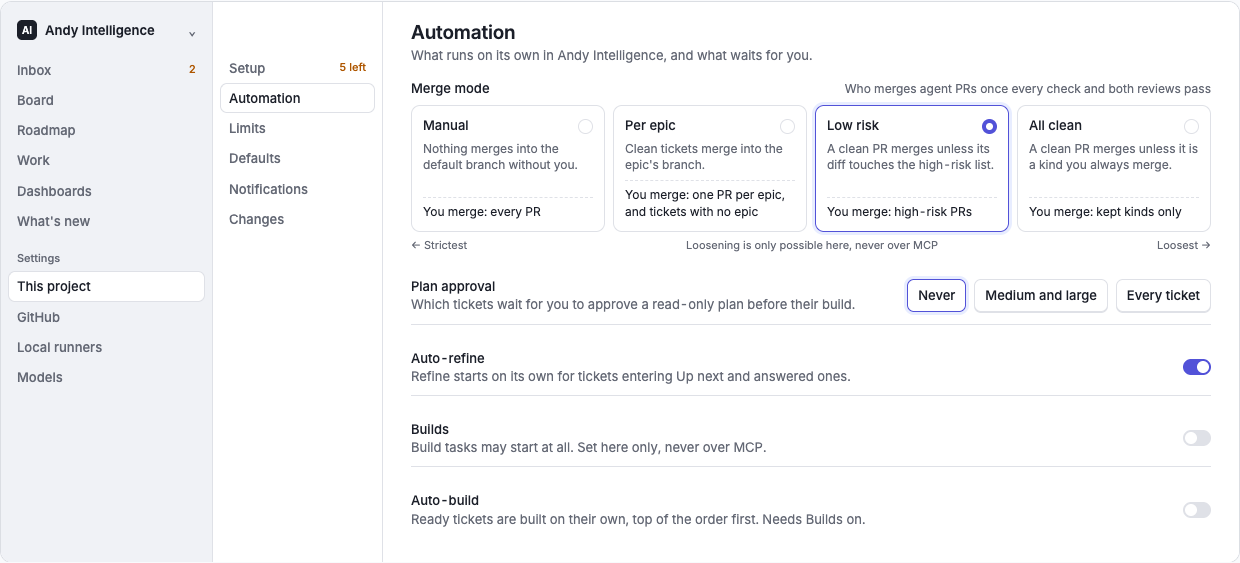 AI Andy Intelligence
Inbox 2
Board
Roadmap
Work
Dashboards
What's new
Settings
This project
GitHub
Local runners
Models
Setup 5 left
Automation
Limits
Defaults
Notifications
Changes
Automation
What runs on its own in Andy Intelligence, and what waits for you.
Merge mode
Who merges agent PRs once every check and both reviews pass
Manual
Nothing merges into the
default branch without you.
You merge: every PR
Per epic
Clean tickets merge into the
epic's branch.
You merge: one PR per epic,
and tickets with no epic
Low risk
A clean PR merges unless its
diff touches the high-risk list.
You merge: high-risk PRs
All clean
A clean PR merges unless it is
a kind you always merge.
You merge: kept kinds only
← Strictest
Loosening is only possible here, never over MCP
Loosest →
Plan approval
Which tickets wait for you to approve a read-only plan before their build.
Never
Medium and large
Every ticket
Auto-refine
Refine starts on its own for tickets entering Up next and answered ones.
Builds
Build tasks may start at all. Set here only, never over MCP.
Auto-build
Ready tickets are built on their own, top of the order first. Needs Builds on.